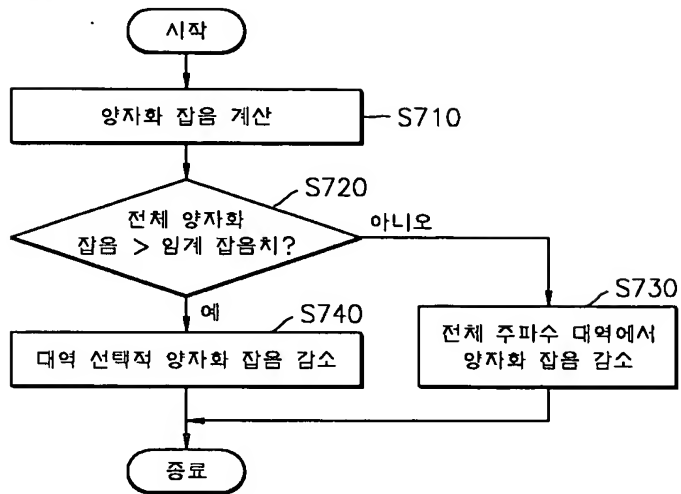 시작
양자화 잡음 계산
S710
S720
전체 양자화
잡음 > 임계 잡음치?
아니오
예
S740
대역 선택적 양자화 잡음 감소
S730
전체 주파수 대역에서
양자화 잡음 감소
종료